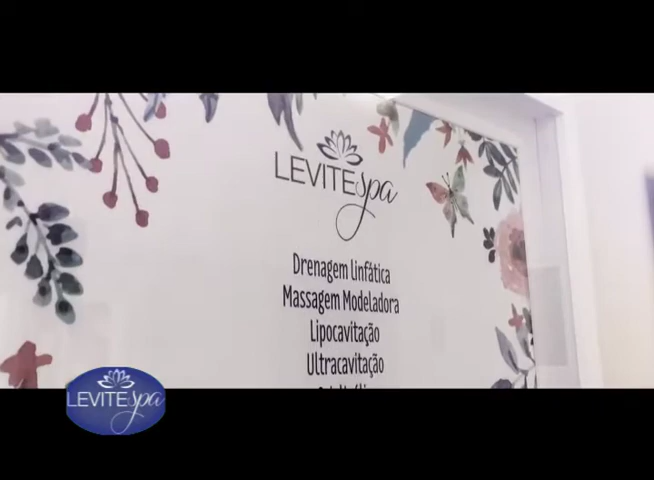 LEVITE spa
Drenagem Linfática
Massagem Modeladora
Lipocavitação
Ultracavitação
LEVITE spa